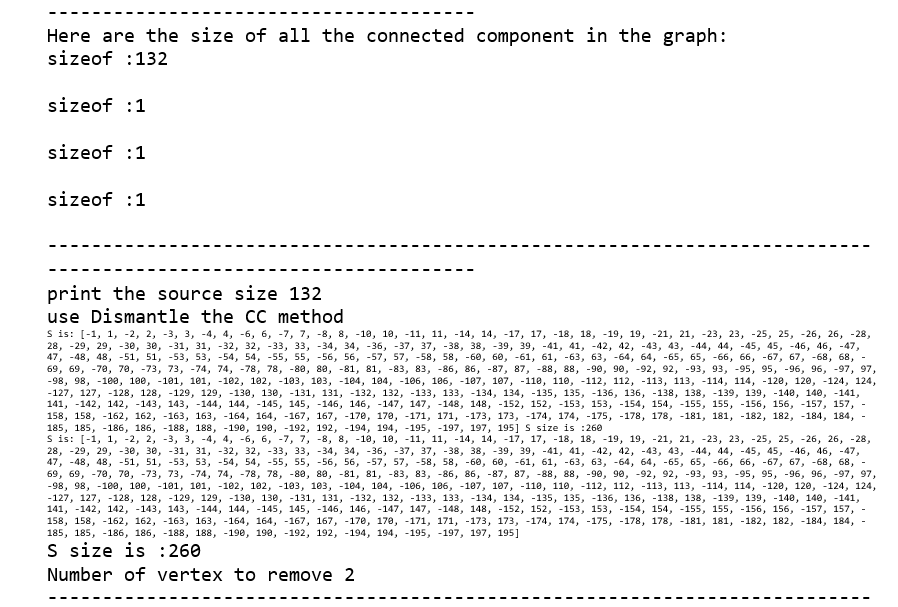 ---------------------------------------
Here are the size of all the connected component in the graph:
sizeof :132
sizeof :1
sizeof :1
sizeof :1
---------------------------------------------------------------------------
---------------------------------------
print the source size 132
use Dismantle the CC method
S is: [-1, 1, -2, 2, -3, 3, -4, 4, -6, 6, -7, 7, -8, 8, -10, 10, -11, 11, -14, 14, -17, 17, -18, 18, -19, 19, -21, 21, -23, 23, -25, 25, -26, 26, -28,
28, -29, 29, -30, 30, -31, 31, -32, 32, -33, 33, -34, 34, -36, -37, 37, -38, 38, -39, 39, -41, 41, -42, 42, -43, 43, -44, 44, -45, 45, -46, 46, -47,
47, -48, 48, -51, 51, -53, 53, -54, 54, -55, 55, -56, 56, -57, 57, -58, 58, -60, 60, -61, 61, -63, 63, -64, 64, -65, 65, -66, 66, -67, 67, -68, 68, -
69, 69, -70, 70, -73, 73, -74, 74, -78, 78, -80, 80, -81, 81, -83, 83, -86, 86, -87, 87, -88, 88, -90, 90, -92, 92, -93, 93, -95, 95, -96, 96, -97, 97,
-98, 98, -100, 100, -101, 101, -102, 102, -103, 103, -104, 104, -106, 106, -107, 107, -110, 110, -112, 112, -113, 113, -114, 114, -120, 120, -124, 124,
-127, 127, -128, 128, -129, 129, -130, 130, -131, 131, -132, 132, -133, 133, -134, 134, -135, 135, -136, 136, -138, 138, -139, 139, -140, 140, -141,
141, -142, 142, -143, 143, -144, 144, -145, 145, -146, 146, -147, 147, -148, 148, -152, 152, -153, 153, -154, 154, -155, 155, -156, 156, -157, 157, -
158, 158, -162, 162, -163, 163, -164, 164, -167, 167, -170, 170, -171, 171, -173, 173, -174, 174, -175, -178, 178, -181, 181, -182, 182, -184, 184, -
185, 185, -186, 186, -188, 188, -190, 190, -192, 192, -194, 194, -195, -197, 197, 195] S size is :260
S is: [-1, 1, -2, 2, -3, 3, -4, 4, -6, 6, -7, 7, -8, 8, -10, 10, -11, 11, -14, 14, -17, 17, -18, 18, -19, 19, -21, 21, -23, 23, -25, 25, -26, 26, -28,
28, -29, 29, -30, 30, -31, 31, -32, 32, -33, 33, -34, 34, -36, -37, 37, -38, 38, -39, 39, -41, 41, -42, 42, -43, 43, -44, 44, -45, 45, -46, 46, -47,
47, -48, 48, -51, 51, -53, 53, -54, 54, -55, 55, -56, 56, -57, 57, -58, 58, -60, 60, -61, 61, -63, 63, -64, 64, -65, 65, -66, 66, -67, 67, -68, 68, -
69, 69, -70, 70, -73, 73, -74, 74, -78, 78, -80, 80, -81, 81, -83, 83, -86, 86, -87, 87, -88, 88, -90, 90, -92, 92, -93, 93, -95, 95, -96, 96, -97, 97,
-98, 98, -100, 100, -101, 101, -102, 102, -103, 103, -104, 104, -106, 106, -107, 107, -110, 110, -112, 112, -113, 113, -114, 114, -120, 120, -124, 124,
-127, 127, -128, 128, -129, 129, -130, 130, -131, 131, -132, 132, -133, 133, -134, 134, -135, 135, -136, 136, -138, 138, -139, 139, -140, 140, -141,
141, -142, 142, -143, 143, -144, 144, -145, 145, -146, 146, -147, 147, -148, 148, -152, 152, -153, 153, -154, 154, -155, 155, -156, 156, -157, 157, -
158, 158, -162, 162, -163, 163, -164, 164, -167, 167, -170, 170, -171, 171, -173, 173, -174, 174, -175, -178, 178, -181, 181, -182, 182, -184, 184, -
185, 185, -186, 186, -188, 188, -190, 190, -192, 192, -194, 194, -195, -197, 197, 195]
S size is :260
Number of vertex to remove 2
---------------------------------------------------------------------------